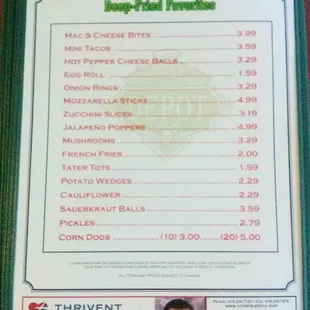 Deep-Fried Favorites
Mac & Cheese Bites 3.99
Mini Tacos 3.59
Hot Pepper Cheese Balls 3.29
Egg Roll 1.59
Onion Rings 3.29
Mozzarella Sticks 4.99
Zucchini Slices 3.19
Jalapeño Poppers 4.99
Mushrooms 3.29
French Fries 2.00
Tater Tots 1.59
Potato Wedges 2.29
Cauliflower 2.29
Sauerkraut Balls 3.59
Pickles 2.79
Corn Dogs (10) 3.00 (20) 5.00
DEPOT
THRIVENT